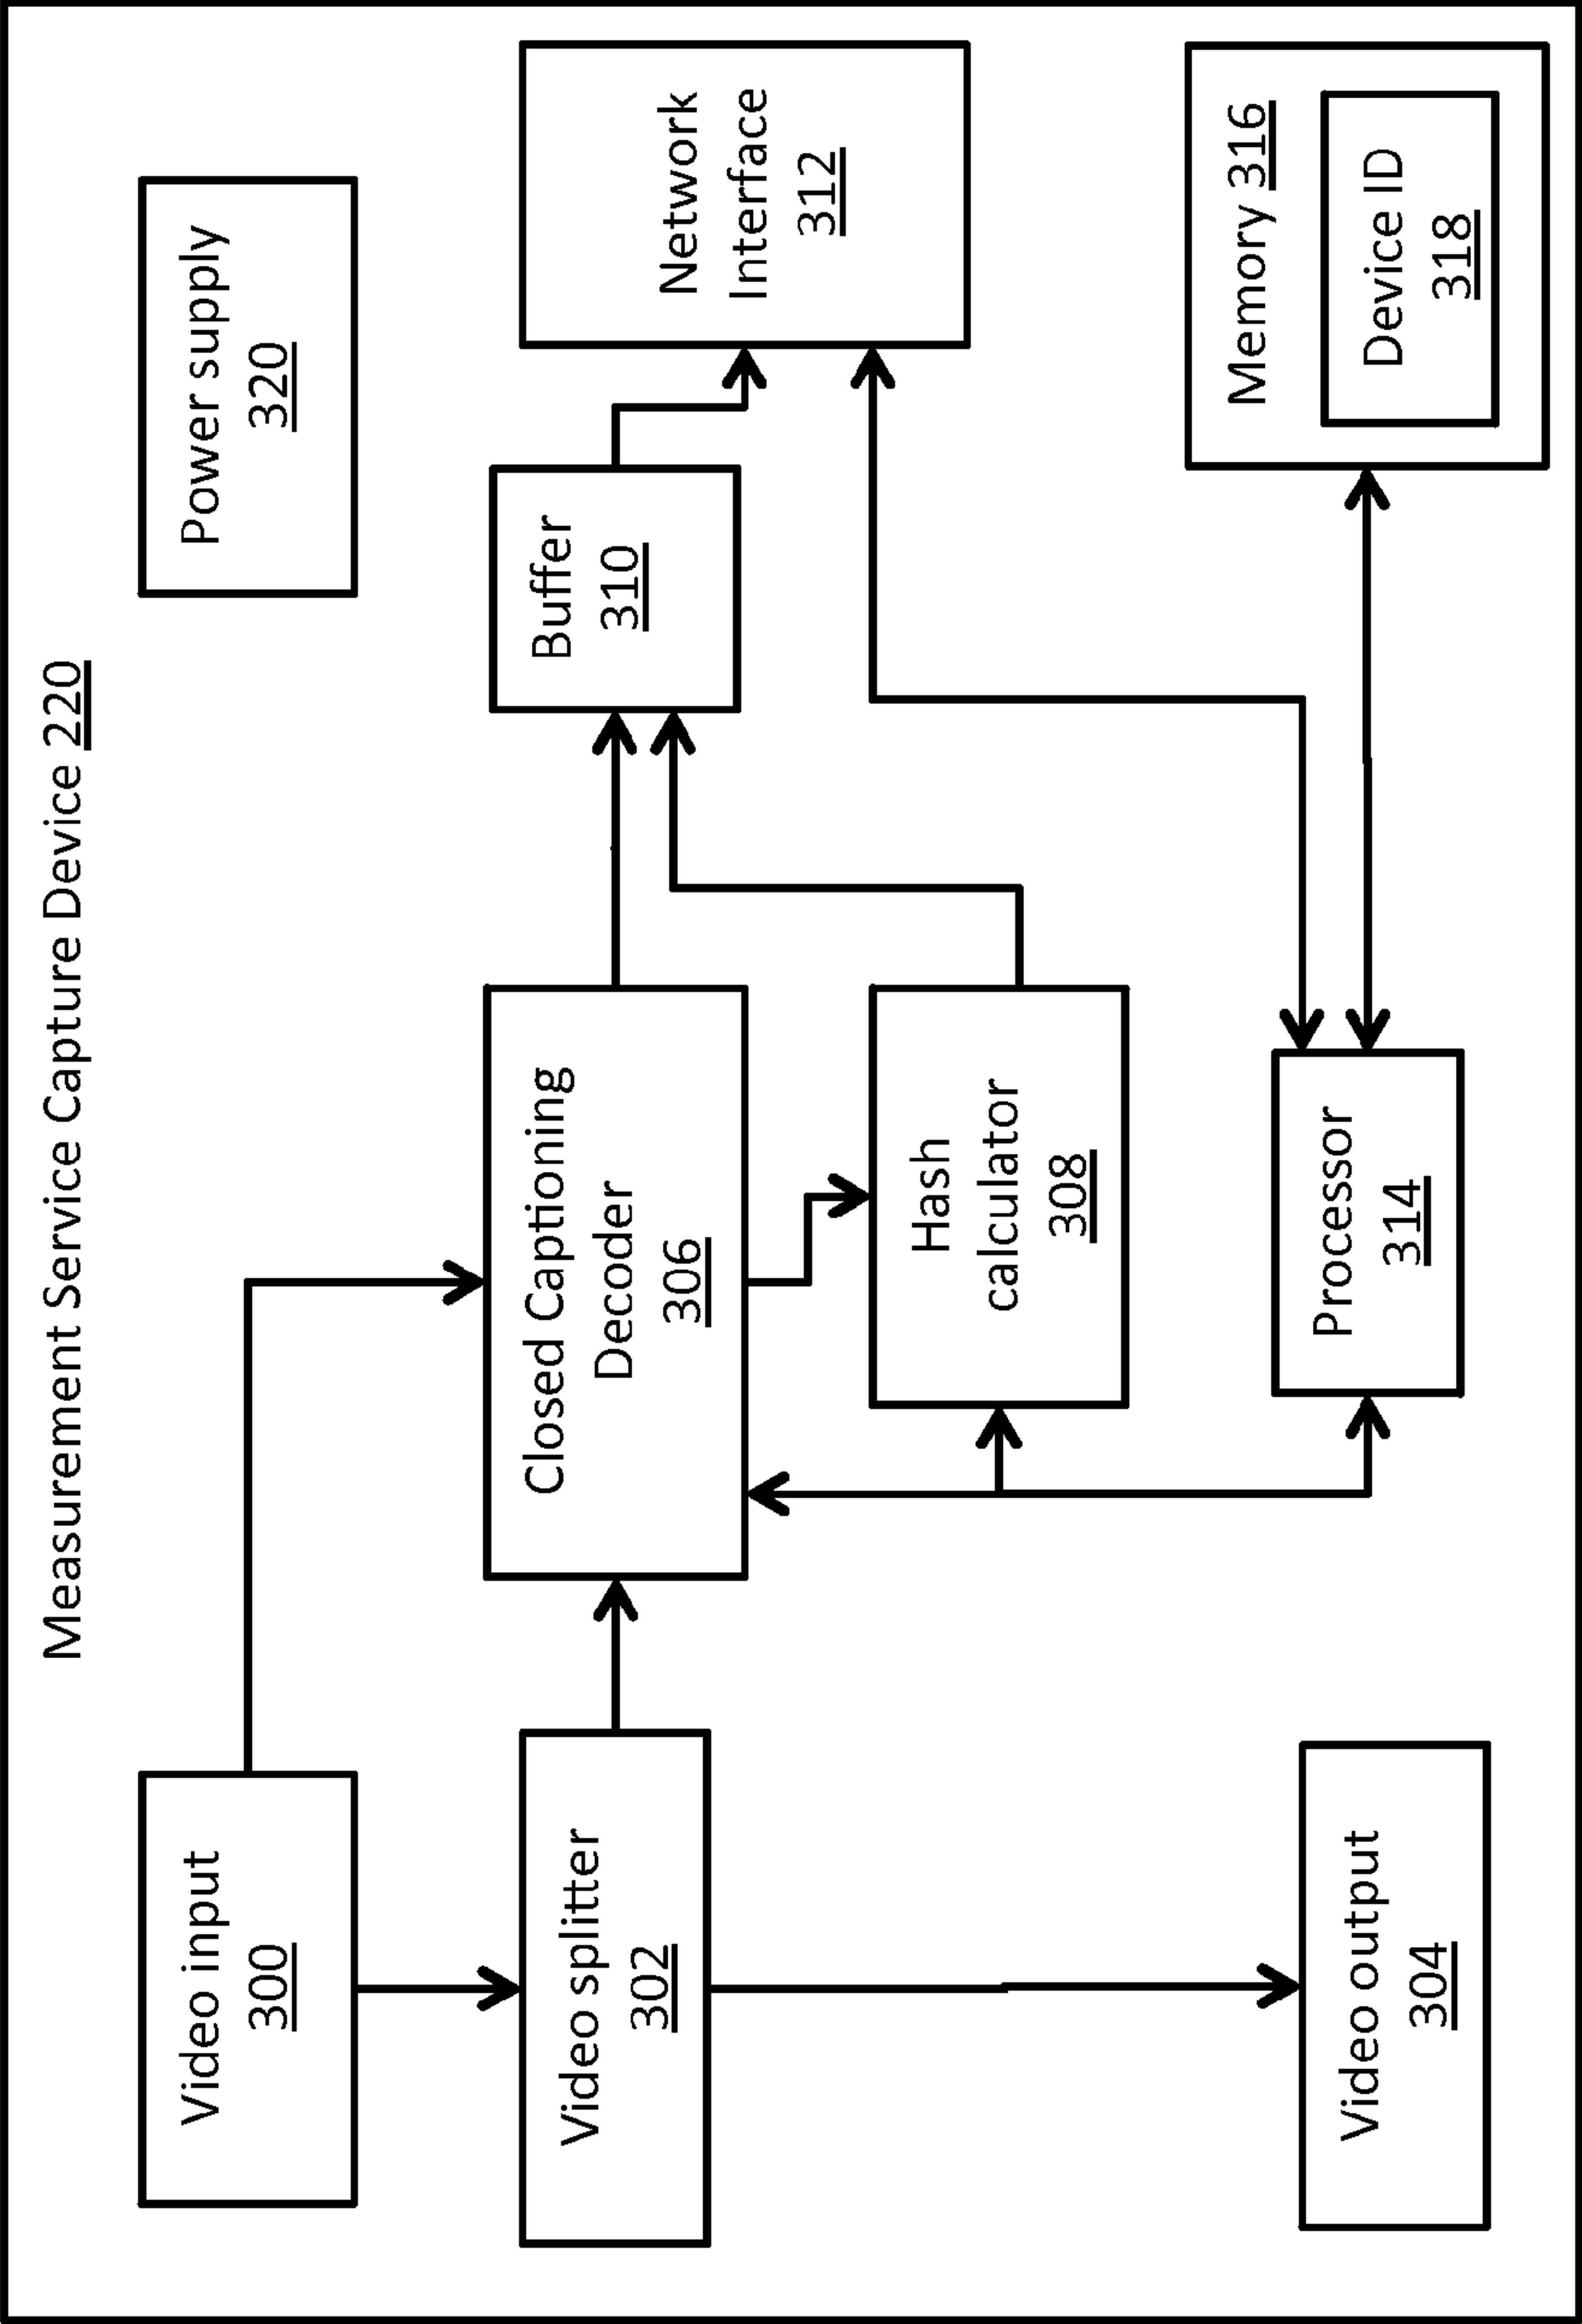 Measurement Service Capture Device 220
Video input
300
Power supply
320
Video splitter
302
Closed Captioning
Decoder
306
Buffer
310
Network
Interface
312
Hash
calculator
308
Video output
304
Processor
314
Memory 316
Device ID
318